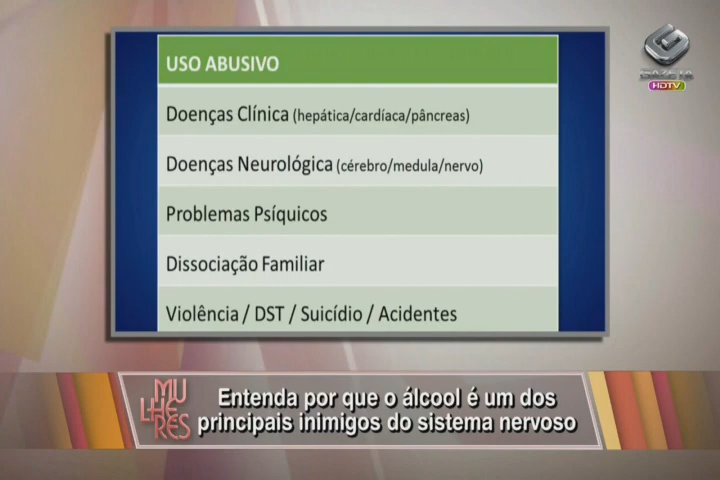 USO ABUSIVO
Doenças Clínica (hepática/cardíaca/pâncreas)
Doenças Neurológica (cérebro/medula/nervo)
Problemas Psíquicos
Dissociação Familiar
Violência / DST / Suicídio / Acidentes
GAZETA
HDTV
MU
LHE
RES
Entenda por que o álcool é um dos
principais inimigos do sistema nervoso